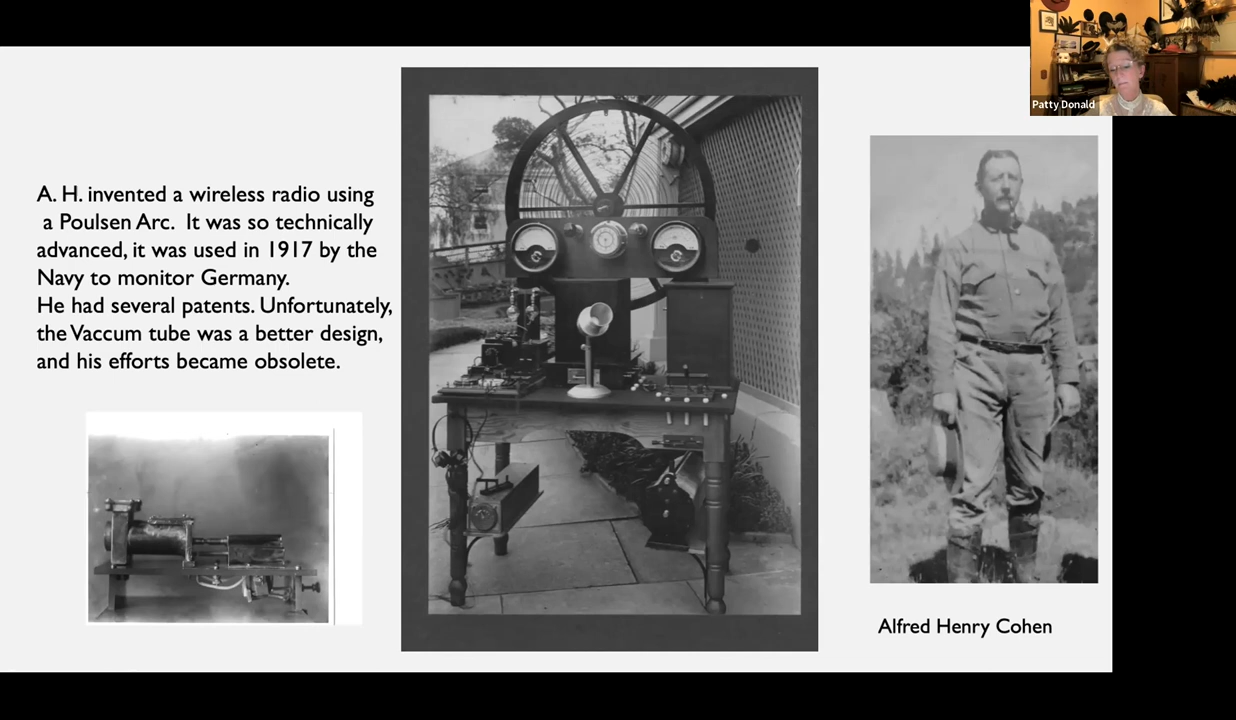 Patty Donald
A. H. invented a wireless radio using
a Poulsen Arc. It was so technically
advanced, it was used in 1917 by the
Navy to monitor Germany.
He had several patents. Unfortunately,
the Vaccum tube was a better design,
and his efforts became obsolete.
Alfred Henry Cohen